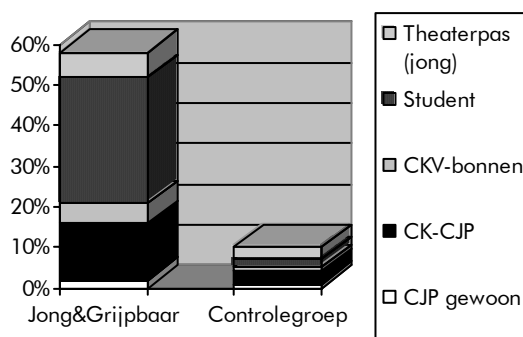 60%
50%
40%
30%
20%
10%
0%
Jong&Grijpbaar
Controlegroep
Theaterpas
(jong)
Student
CKV-bonnen
CK-CJP
CJP gewoon